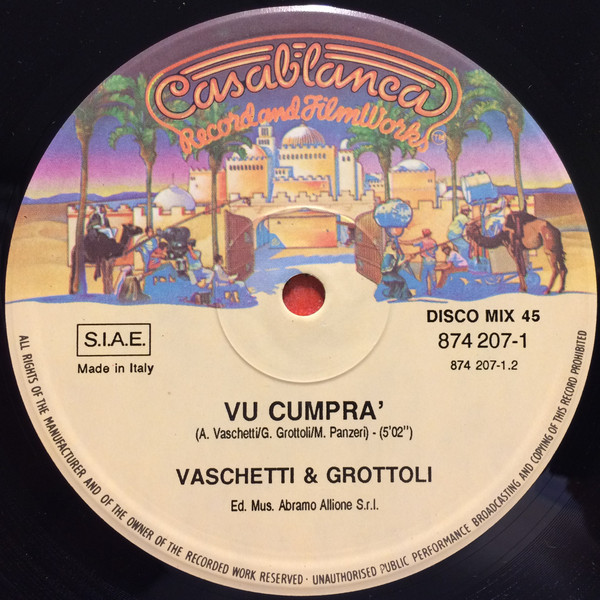 Casablanca
Record and FilmWorks™
S.I.A.E.
Made in Italy
DISCO MIX 45
874 207-1
874 207-1.2
VU CUMPRA'
(A. Vaschetti/G. Grottoli/M. Panzeri) - (5'02")
VASCHETTI & GROTTOLI
Ed. Mus. Abramo Allione S.r.l.
ALL RIGHTS OF THE MANUFACTURER AND OF THE OWNER OF THE RECORDED WORK RESERVED · UNAUTHORISED PUBLIC PERFORMANCE BROADCASTING AND COPYING OF THIS RECORD PROHIBITED